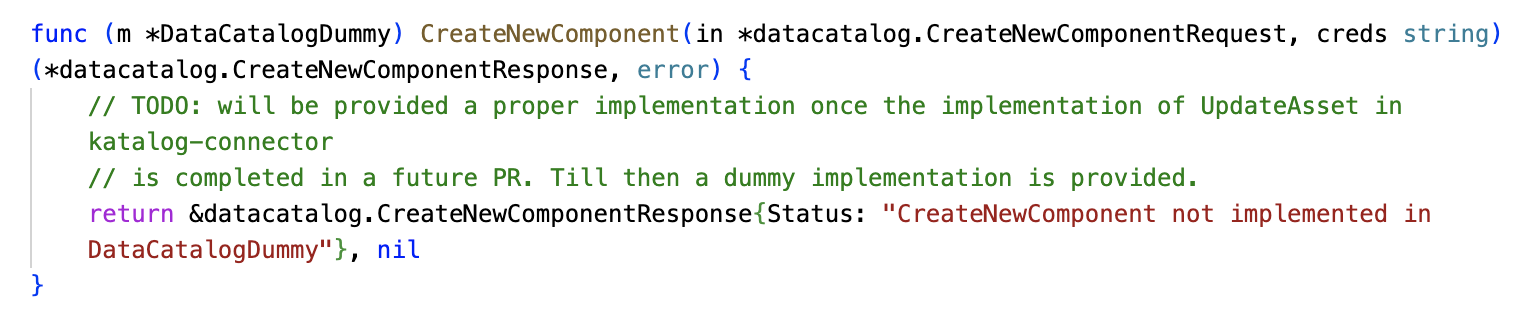 func (m *DataCatalogDummy) CreateNewComponent(in *datacatalog.CreateNewComponentRequest, creds string)
(*datacatalog.CreateNewComponentResponse, error) {
    // TODO: will be provided a proper implementation once the implementation of UpdateAsset in
    katalog-connector
    // is completed in a future PR. Till then a dummy implementation is provided.
    return &datacatalog.CreateNewComponentResponse{Status: "CreateNewComponent not implemented in
    DataCatalogDummy"}, nil
}